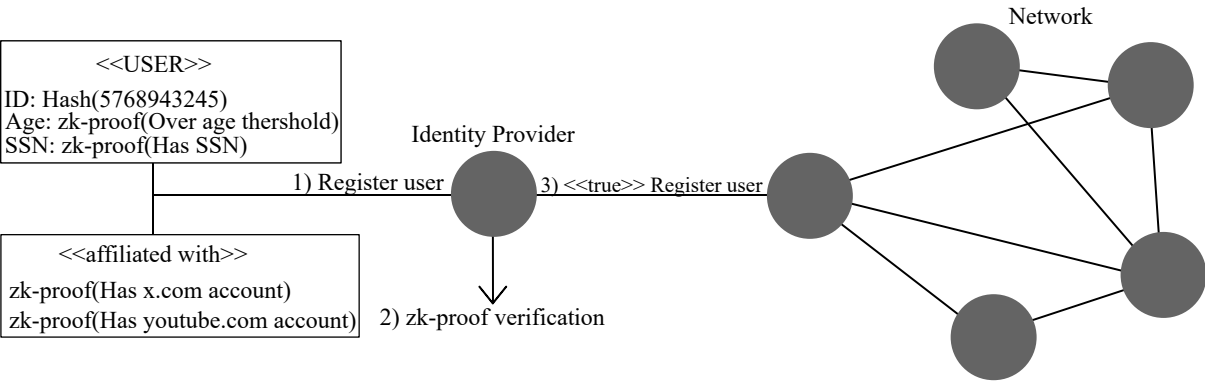 Network
<<USER>>
ID: Hash(5768943245)
Age: zk-proof(Over age thershold)
SSN: zk-proof(Has SSN)
Identity Provider
1) Register user
3) <<true>> Register user
<<affiliated with>>
zk-proof(Has x.com account)
zk-proof(Has youtube.com account)
2) zk-proof verification